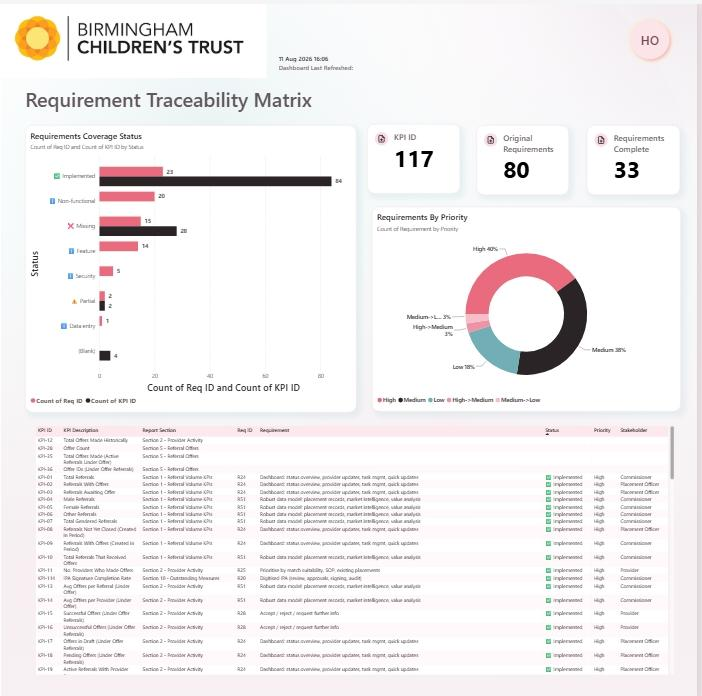 BIRMINGHAM
CHILDREN'S TRUST
HO
11 Aug 2026 16:06
Dashboard Last Refreshed:
Requirement Traceability Matrix
Requirements Coverage Status
Count of Req ID and Count of KPI ID by Status
Status
Implemented 23 84
Non-functional 20
Missing 15 28
Feature 14
Security 5
Partial 2 2
Data entry 1
(Blank) 4
0 20 40 60 80
Count of Req ID and Count of KPI ID
Count of Req ID Count of KPI ID
KPI ID
117
Original Requirements
80
Requirements Complete
33
Requirements By Priority
Count of Requirement by Priority
High 40%
Medium->L... 3%
High->Medium 3%
Low 18%
Medium 38%
High Medium Low High->Medium Medium->Low
KPI ID KPI Description Report Section Req ID Requirement Status Priority Stakeholder
KPI-12 Total Offers Made Historically Section 2 - Provider Activity
KPI-28 Offer Count Section 5 - Referral Offers
KPI-35 Total Offers Made (Active Referrals Under Offer) Section 5 - Referral Offers
KPI-36 Offer IDs (Under Offer Referrals) Section 5 - Referral Offers
KPI-01 Total Referrals Section 1 - Referral Volume KPIs R24 Dashboard: status overview, provider updates, task mgnt, quick updates Implemented High Commissioner
KPI-02 Referrals With Offers Section 1 - Referral Volume KPIs R24 Dashboard: status overview, provider updates, task mgnt, quick updates Implemented High Placement Officer
KPI-03 Referrals Awaiting Offer Section 1 - Referral Volume KPIs R24 Dashboard: status overview, provider updates, task mgnt, quick updates Implemented High Placement Officer
KPI-04 Male Referrals Section 1 - Referral Volume KPIs R51 Robust data model: placement records, market intelligence, value analysis Implemented High Commissioner
KPI-05 Female Referrals Section 1 - Referral Volume KPIs R51 Robust data model: placement records, market intelligence, value analysis Implemented High Commissioner
KPI-06 Other Referrals Section 1 - Referral Volume KPIs R51 Robust data model: placement records, market intelligence, value analysis Implemented High Commissioner
KPI-07 Total Gendered Referrals Section 1 - Referral Volume KPIs R51 Robust data model: placement records, market intelligence, value analysis Implemented High Commissioner
KPI-08 Referrals Not Yet Closed (Created In Period) Section 1 - Referral Volume KPIs R24 Dashboard: status overview, provider updates, task mgnt, quick updates Implemented High Placement Officer
KPI-09 Referrals With Offers (Created in Period) Section 1 - Referral Volume KPIs R24 Dashboard: status overview, provider updates, task mgnt, quick updates Implemented High Commissioner
KPI-10 Total Referrals That Received Offers Section 1 - Referral Volume KPIs R51 Robust data model: placement records, market intelligence, value analysis Implemented High Commissioner
KPI-11 No. Providers Who Made Offers Section 2 - Provider Activity R25 Prioritise by match suitability, SOP, existing placements Implemented High Provider
KPI-114 IPA Signature Completion Rate Section 10 - Outstanding Measures R20 Digitised IPA (review, approvals, signing, audit) Implemented High Commissioner
KPI-13 Avg Offers per Referral (Under Offer) Section 2 - Provider Activity R51 Robust data model: placement records, market intelligence, value analysis Implemented High Commissioner
KPI-14 Avg Offers per Provider (Under Offer) Section 2 - Provider Activity R51 Robust data model: placement records, market intelligence, value analysis Implemented High Commissioner
KPI-15 Successful Offers (Under Offer Referrals) Section 2 - Provider Activity R28 Accept / reject / request further info Implemented High Provider
KPI-16 Unsuccessful Offers (Under Offer Referrals) Section 2 - Provider Activity R28 Accept / reject / request further info Implemented High Provider
KPI-17 Offers in Draft (Under Offer Referrals) Section 2 - Provider Activity R24 Dashboard: status overview, provider updates, task mgnt, quick updates Implemented High Placement Officer
KPI-18 Pending Offers (Under Offer Referrals) Section 2 - Provider Activity R24 Dashboard: status overview, provider updates, task mgnt, quick updates Implemented High Placement Officer
KPI-19 Active Referrals With Provider Section 2 - Provider Activity R24 Dashboard: status overview, provider updates, task mgnt, quick updates Implemented High Placement Officer